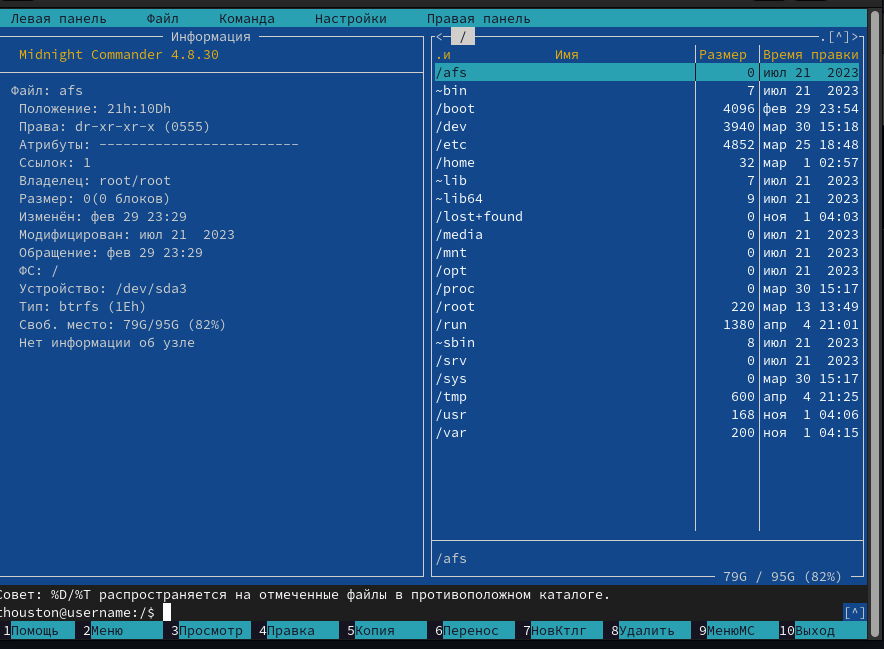 Левая панель Файл Команда Настройки Правая панель
Информация
Midnight Commander 4.8.30
Файл: afs
Положение: 21h:10Dh
Права: dr-xr-xr-x (0555)
Атрибуты: -------------------------
Ссылок: 1
Владелец: root/root
Размер: 0(0 блоков)
Изменён: фев 29 23:29
Модифицирован: июл 21  2023
Обращение: фев 29 23:29
ФС: /
Устройство: /dev/sda3
Тип: btrfs (1Eh)
Своб. место: 79G/95G (82%)
Нет информации об узле
<- / .[^]>
.и Имя Размер Время правки
/afs 0 июл 21  2023
~bin 7 июл 21  2023
/boot 4096 фев 29 23:54
/dev 3940 мар 30 15:18
/etc 4852 мар 25 18:48
/home 32 мар  1 02:57
~lib 7 июл 21  2023
~lib64 9 июл 21  2023
/lost+found 0 ноя  1 04:03
/media 0 июл 21  2023
/mnt 0 июл 21  2023
/opt 0 июл 21  2023
/proc 0 мар 30 15:17
/root 220 мар 13 13:49
/run 1380 апр  4 21:01
~sbin 8 июл 21  2023
/srv 0 июл 21  2023
/sys 0 мар 30 15:17
/tmp 600 апр  4 21:25
/usr 168 ноя  1 04:06
/var 200 ноя  1 04:15
/afs
79G / 95G (82%)
Совет: %D/%T распространяется на отмеченные файлы в противоположном каталоге.
thouston@username:/$ [^]
1Помощь 2Меню 3Просмотр 4Правка 5Копия 6Перенос 7НовКтлг 8Удалить 9МенюМС 10Выход